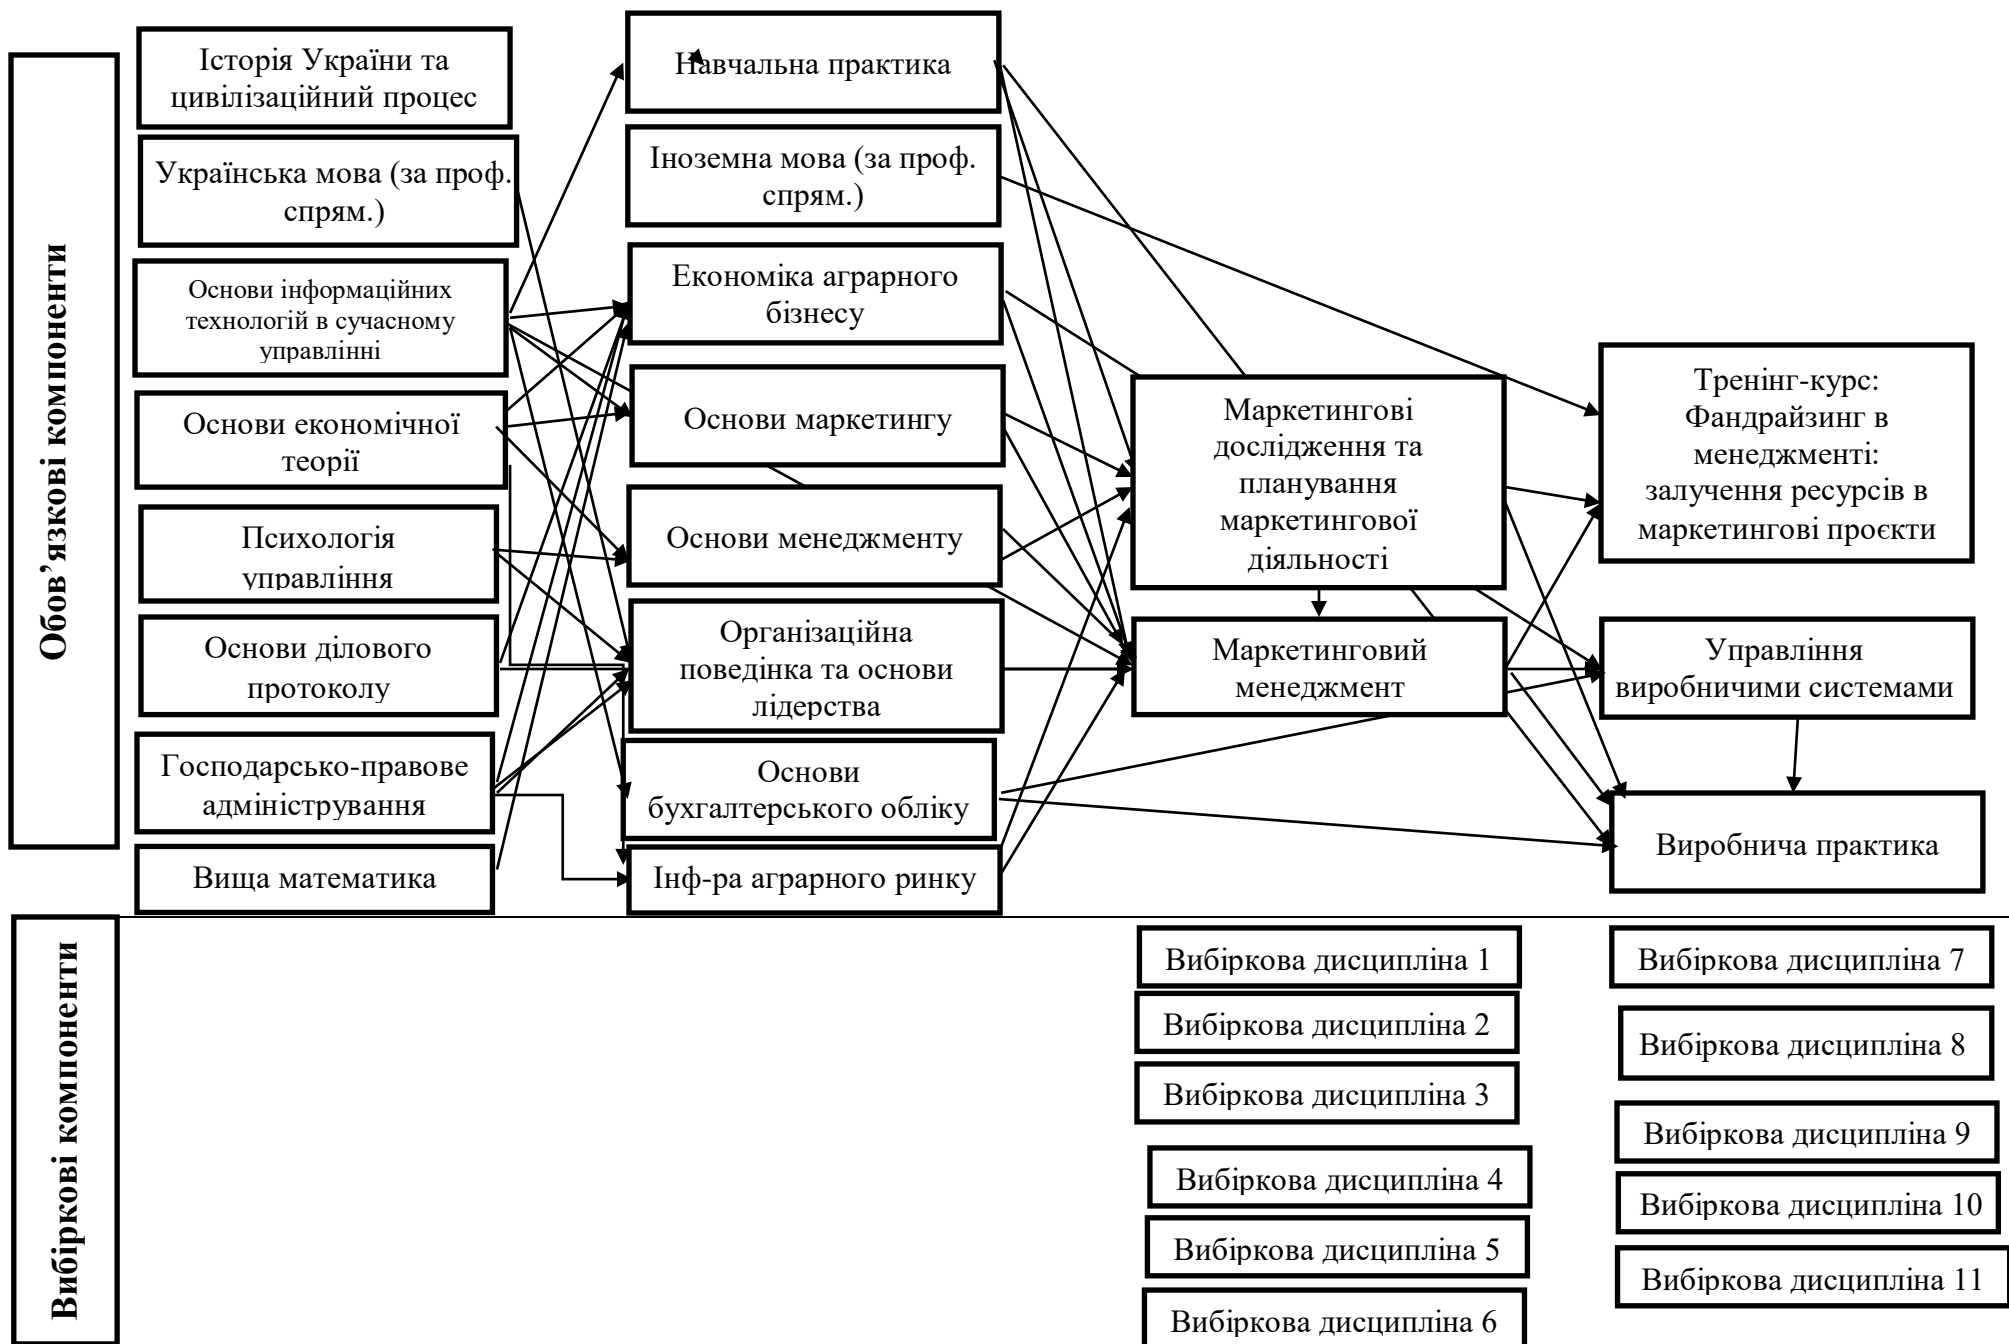 Обов’язкові компоненти
Історія України та
цивілізаційний процес
Українська мова (за проф.
спрям.)
Основи інформаційних
технологій в сучасному
управлінні
Основи економічної
теорії
Психологія
управління
Основи ділового
протоколу
Господарсько-правове
адміністрування
Вища математика
Навчальна практика
Іноземна мова (за проф.
спрям.)
Економіка аграрного
бізнесу
Основи маркетингу
Основи менеджменту
Організаційна
поведінка та основи
лідерства
Основи
бухгалтерського обліку
Інф-ра аграрного ринку
Маркетингові
дослідження та
планування
маркетингової
діяльності
Маркетинговий
менеджмент
Тренінг-курс:
Фандрайзинг в
менеджменті:
залучення ресурсів в
маркетингові проєкти
Управління
виробничими системами
Виробнича практика
Вибіркові компоненти
Вибіркова дисципліна 1
Вибіркова дисципліна 2
Вибіркова дисципліна 3
Вибіркова дисципліна 4
Вибіркова дисципліна 5
Вибіркова дисципліна 6
Вибіркова дисципліна 7
Вибіркова дисципліна 8
Вибіркова дисципліна 9
Вибіркова дисципліна 10
Вибіркова дисципліна 11